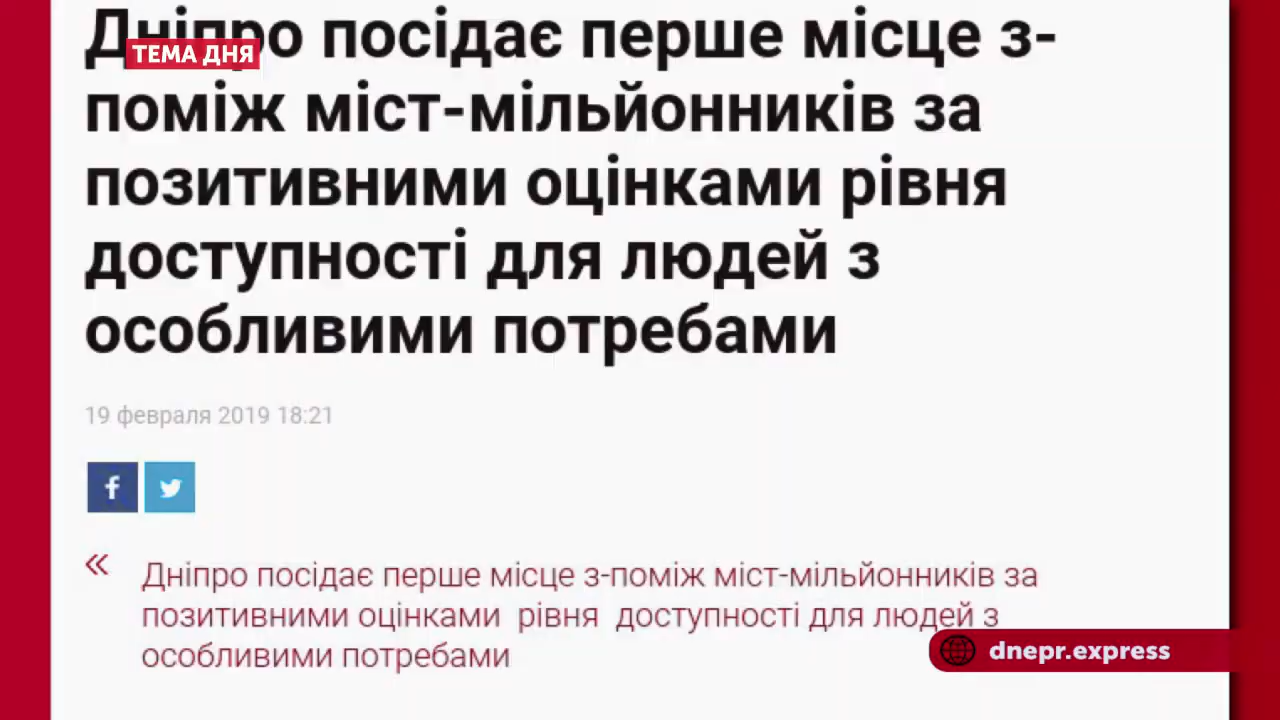 Дніпро посідає перше місце з-
ТЕМА ДНЯ
поміж міст-мільйонників за
позитивними оцінками рівня
доступності для людей з
особливими потребами
19 февраля 2019 18:21
« Дніпро посідає перше місце з-поміж міст-мільйонників за
позитивними оцінками рівня доступності для людей з
особливими потребами
dnepr.express